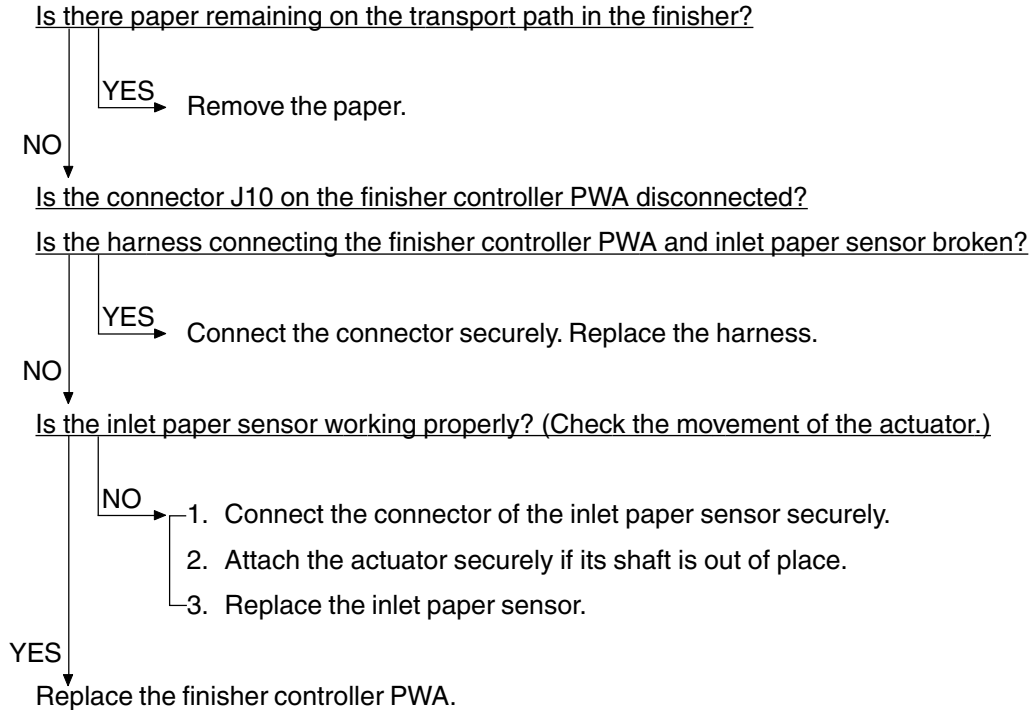 Is there paper remaining on the transport path in the finisher?
YES
Remove the paper.
NO
Is the connector J10 on the finisher controller PWA disconnected?
Is the harness connecting the finisher controller PWA and inlet paper sensor broken?
YES
Connect the connector securely. Replace the harness.
NO
Is the inlet paper sensor working properly? (Check the movement of the actuator.)
NO
1. Connect the connector of the inlet paper sensor securely.
2. Attach the actuator securely if its shaft is out of place.
3. Replace the inlet paper sensor.
YES
Replace the finisher controller PWA.